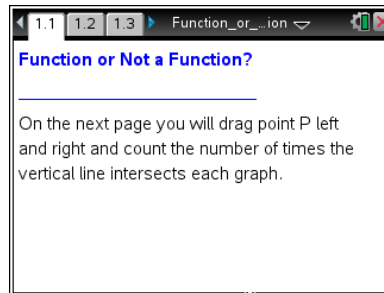 1.1 1.2 1.3 Function_or_…ion
Function or Not a Function?
On the next page you will drag point P left
and right and count the number of times the
vertical line intersects each graph.